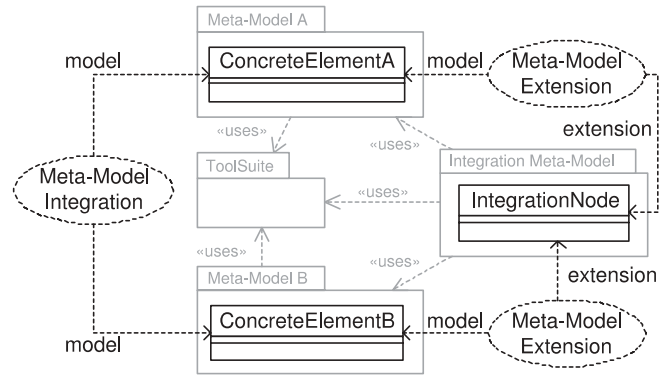 Meta-Model A
model
ConcreteElementA
model
Meta-Model
Extension
«uses»
«uses»
extension
ToolSuite
Integration Meta-Model
Meta-Model
Integration
«uses»
IntegrationNode
«uses»
«uses»
Meta-Model B
extension
model
ConcreteElementB
model
Meta-Model
Extension